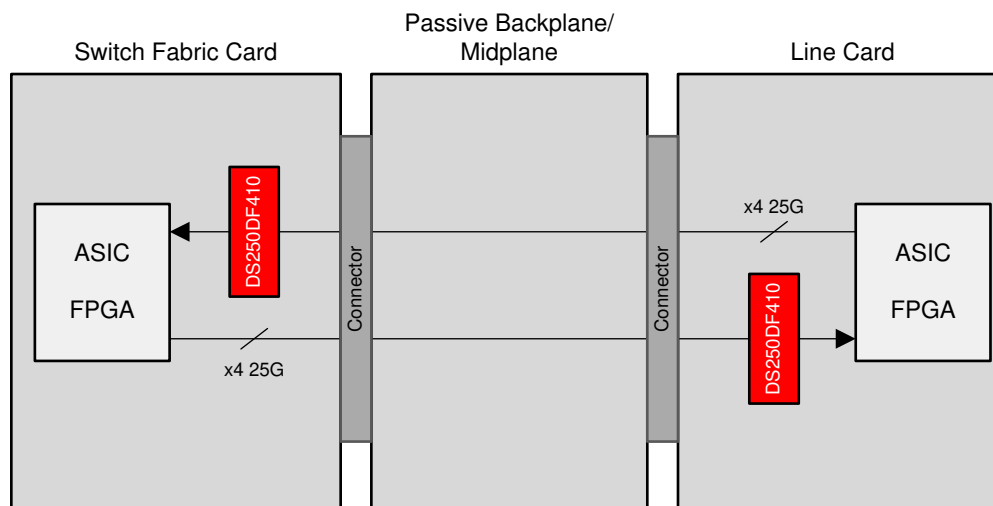 Passive Backplane/
Midplane
Switch Fabric Card
Line Card
DS250DF410
ASIC
FPGA
x4 25G
Connector
Connector
x4 25G
DS250DF410
ASIC
FPGA